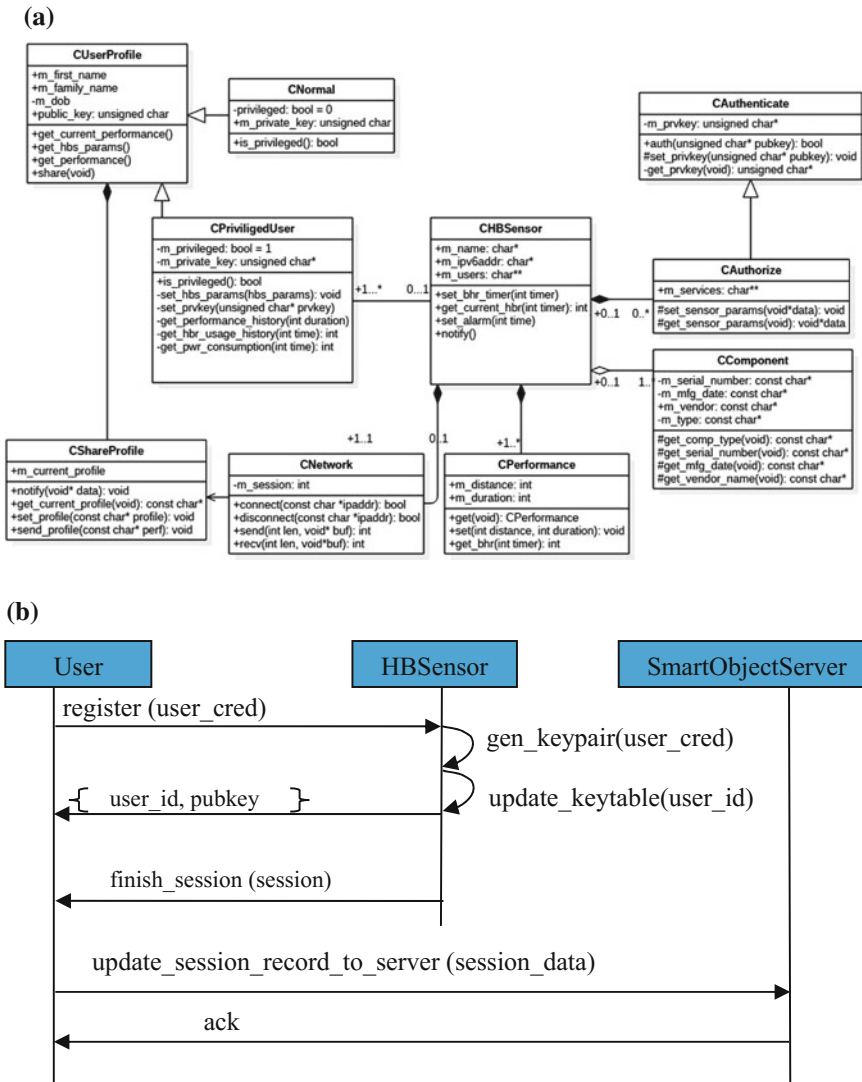 (a)
CUserProfile
+m_first_name
+m_family_name
-m_dob
+public_key: unsigned char
+get_current_performance()
+get_hbs_params()
+get_performance()
+share(void)
CNormal
-privileged: bool = 0
+m_private_key: unsigned char
+is_privileged(): bool
CAuthenticate
-m_prvkey: unsigned char*
+auth(unsigned char* pubkey): bool
#set_privkey(unsigned char* pubkey): void
-get_prvkey(void): unsigned char*
CPriviligedUser
-m_privileged: bool = 1
-m_private_key: unsigned char*
+is_privileged(): bool
-set_hbs_params(hbs_params): void
-set_prvkey(unsigned char* prvkey)
-get_performance_history(int duration)
-get_hbr_usage_history(int time): int
-get_pwr_consumption(int time): int
+1...*
0...1
CHBSensor
+m_name: char*
+m_ipv6addr: char*
+m_users: char**
+set_bhr_timer(int timer)
+get_current_hbr(int timer): int
+set_alarm(int time)
+notify()
CAuthorize
+m_services: char**
#set_sensor_params(void*data): void
#get_sensor_params(void): void*data
+0..1
0..*
CComponent
-m_serial_number: const char*
-m_mfg_date: const char*
+m_vendor: const char*
-m_type: const char*
#get_comp_type(void): const char*
#get_serial_number(void): const char*
#get_mfg_date(void): const char*
#get_vendor_name(void): const char*
+0..1
1..*
CShareProfile
+m_current_profile
+notify(void* data): void
+get_current_profile(void): const char*
+set_profile(const char* profile): void
+send_profile(const char* perf): void
+1..1
0..1
CNetwork
-m_session: int
+connect(const char *ipaddr): bool
+disconnect(const char *ipaddr): bool
+send(int len, void* buf): int
+recv(int len, void*buf): int
+1..*
CPerformance
+m_distance: int
+m_duration: int
+get(void): CPerformance
+set(int distance, int duration): void
+get_bhr(int timer): int
(b)
User
HBSensor
SmartObjectServer
register (user_cred)
gen_keypair(user_cred)
{ user_id, pubkey }
update_keytable(user_id)
finish_session (session)
update_session_record_to_server (session_data)
ack